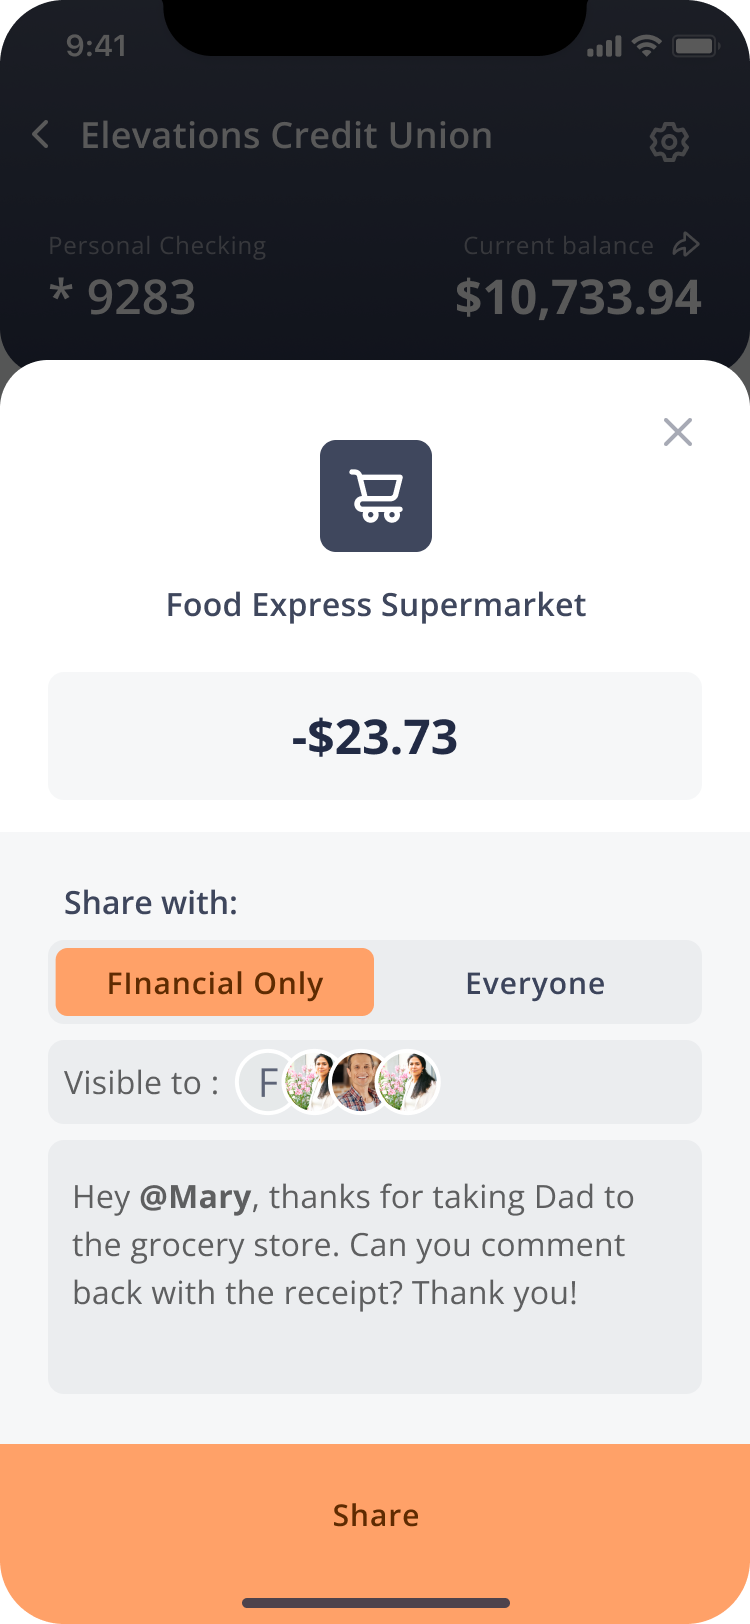 9:41
Elevations Credit Union
Personal Checking
Current balance
* 9283
$10,733.94
Food Express Supermarket
-$23.73
Share with:
FInancial Only
Everyone
Visible to :
F
Hey @Mary, thanks for taking Dad to
the grocery store. Can you comment
back with the receipt? Thank you!
Share